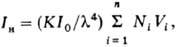 I_н = (KI_0/λ^4) Σ_{i=1}^{n} N_i V_i,